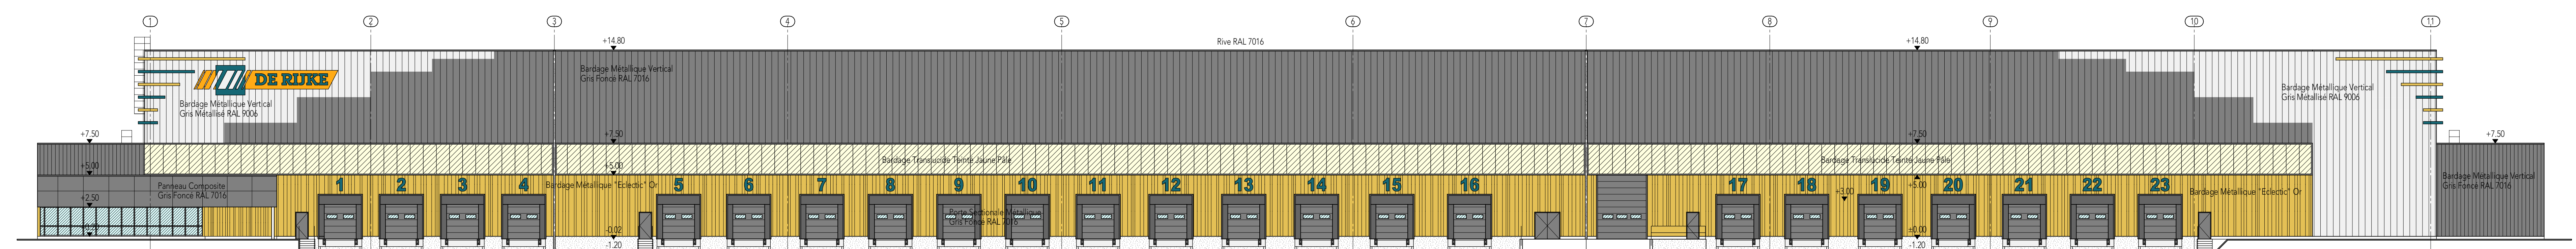 1 2 3 4 5 6 7 8 9 10 11
Rive RAL 7016
+14.80
+14.80
DE RIJKE
Bardage Métallique Vertical
Gris Foncé RAL 7016
Bardage Métallique Vertical
Gris Métallisé RAL 9006
Bardage Métallique Vertical
Gris Métallisé RAL 9006
+7.50
+7.50
+7.50
+7.50
Bardage Translucide Teinté Jaune Pâle
Bardage Translucide Teinté Jaune Pâle
+5.00
+5.00
+5.00
Panneau Composite
Gris Foncé RAL 7016
Bardage Métallique "Eclectic" Or
Bardage Métallique "Eclectic" Or
Bardage Métallique Vertical
Gris Foncé RAL 7016
1 2 3 4 5 6 7 8 9 10 11 12 13 14 15 16 17 18 19 20 21 22 23
+3.00
+2.50
Porte Sectionale Métallique
Gris Foncé RAL 7016
-0.02
±0.00
-1.20
-1.20